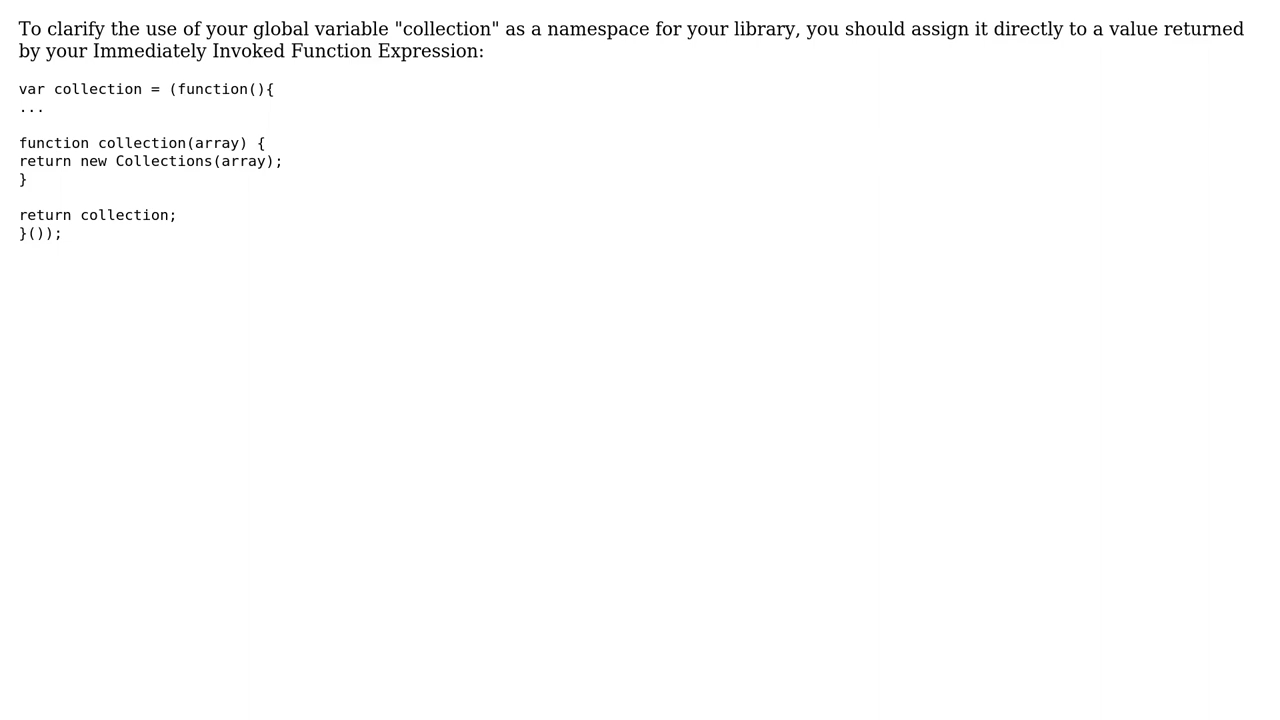 To clarify the use of your global variable "collection" as a namespace for your library, you should assign it directly to a value returned
by your Immediately Invoked Function Expression:
var collection = (function(){
...
function collection(array) {
return new Collections(array);
}
return collection;
}());